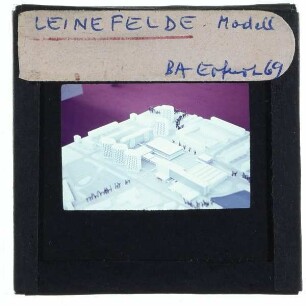 LEINEFELDE. Modell
BA Erfurt 69